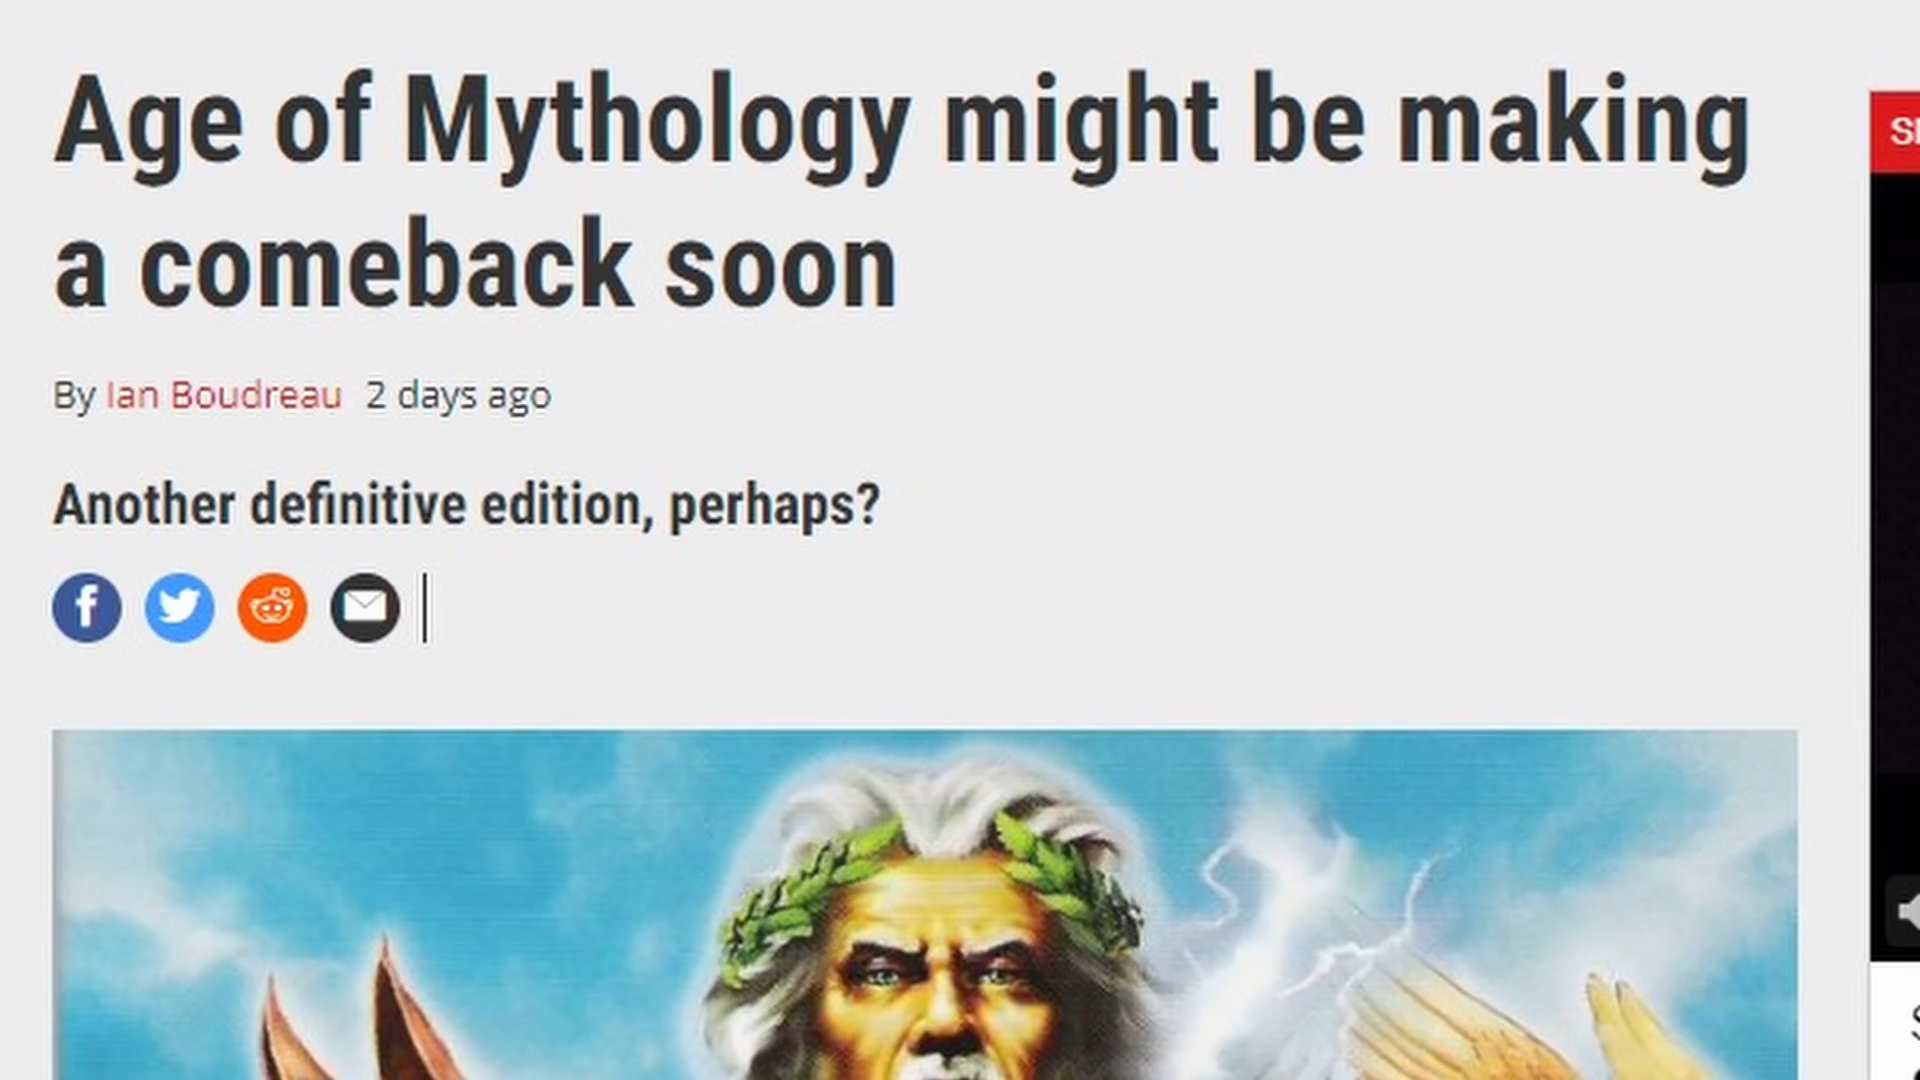 Age of Mythology might be making
a comeback soon
By Ian Boudreau 2 days ago
Another definitive edition, perhaps?